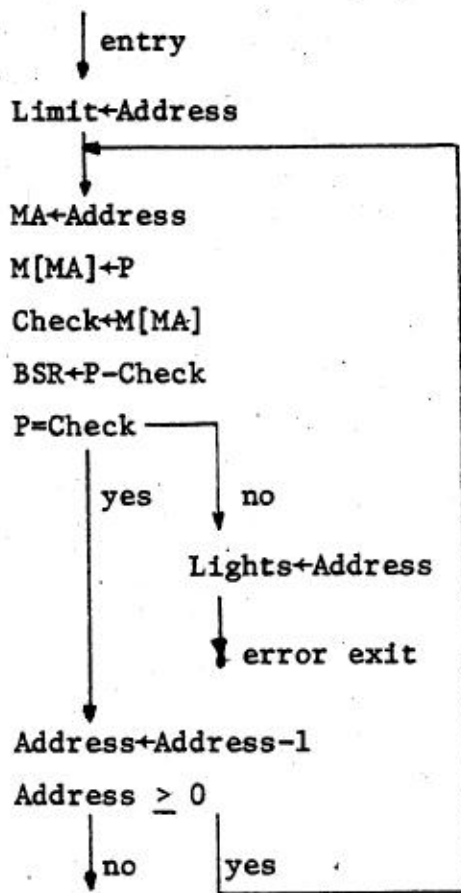 entry
Limit←Address
MA←Address
M[MA]←P
Check←M[MA]
BSR←P-Check
P=Check
yes no
Lights←Address
error exit
Address←Address-1
Address ≥ 0
no yes